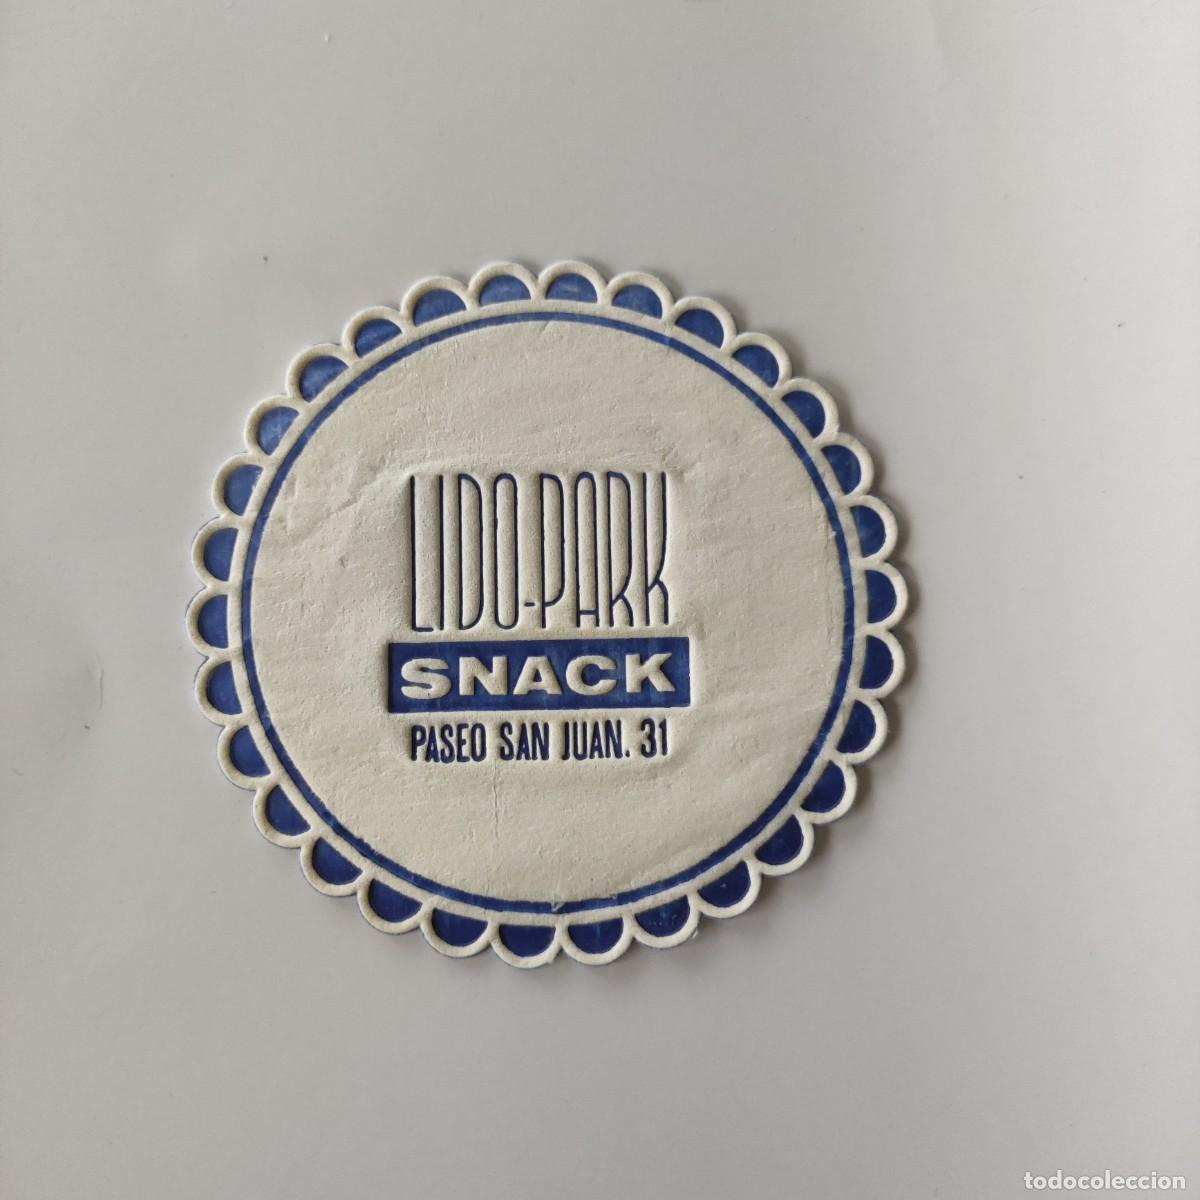 LIDO-PARK
SNACK
PASEO SAN JUAN. 31
todocoleccion